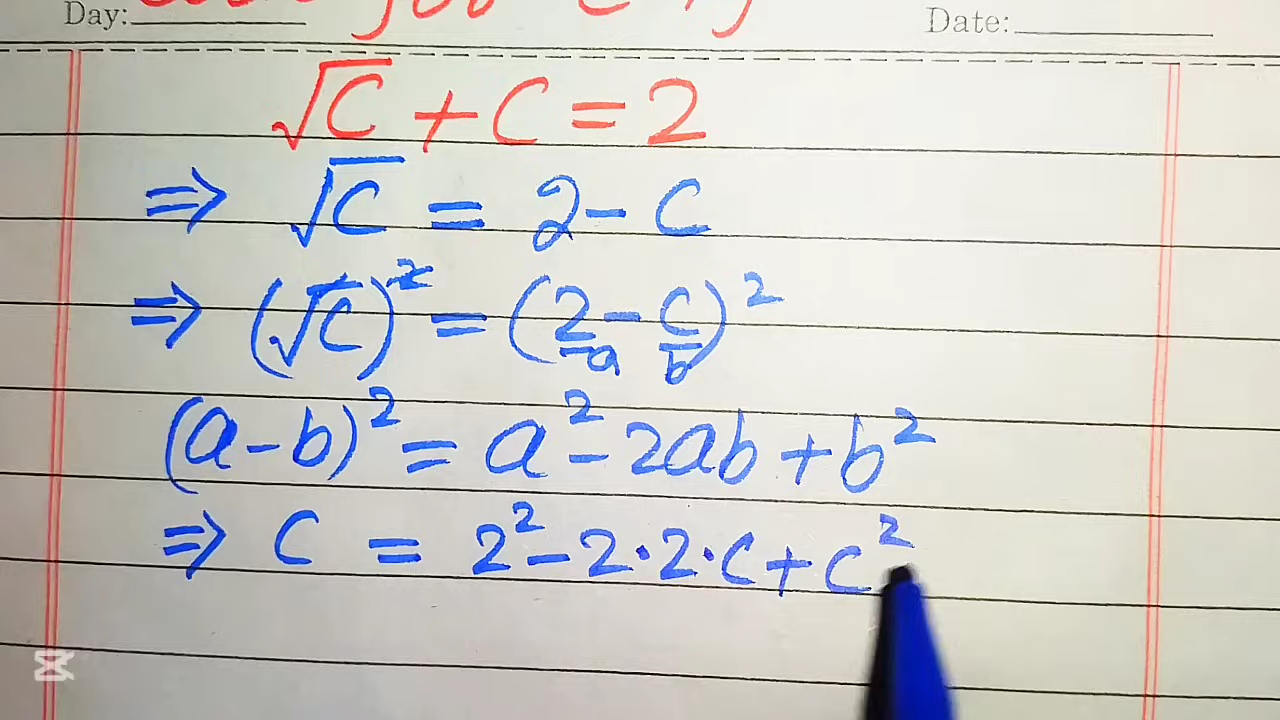 Day: Date:
√C + C = 2
⇒ √C = 2 - C
⇒ (√C)² = (2 - C)²
a b
(a - b)² = a² - 2ab + b²
⇒ C = 2² - 2·2·C + C²